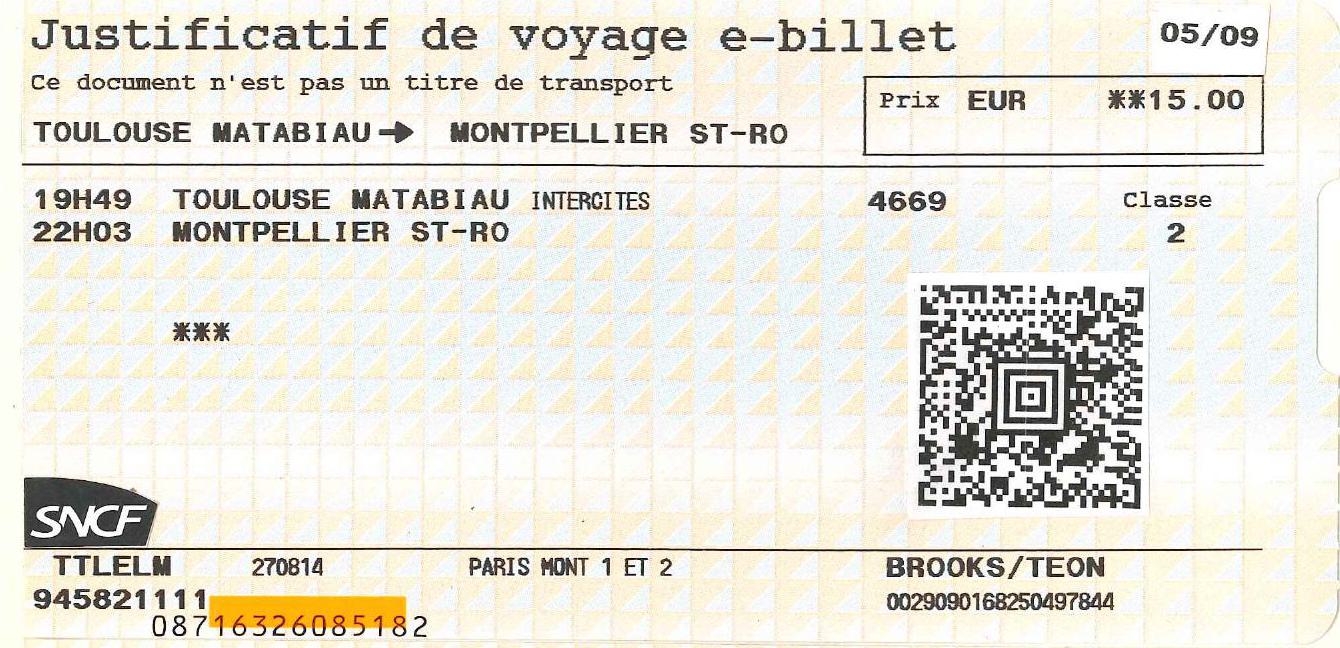 Justificatif de voyage e-billet 05/09
Ce document n'est pas un titre de transport
Prix EUR **15.00
TOULOUSE MATABIAU → MONTPELLIER ST-RO
19H49 TOULOUSE MATABIAU INTERCITES 4669 Classe
22H03 MONTPELLIER ST-RO 2
***
SNCF
TTLELM 270814 PARIS MONT 1 ET 2 BROOKS/TEON
945821111 0029090168250497844
08716326085182